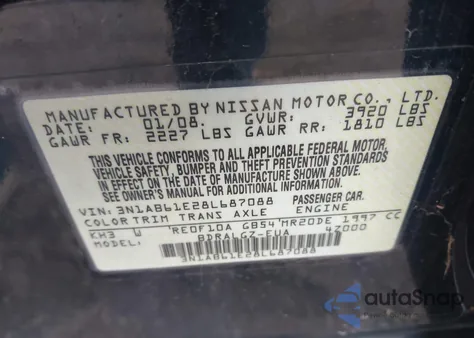 MANUFACTURED BY NISSAN MOTOR CO., LTD.
DATE: 01/08. GVWR: 3920 LBS
GAWR FR: 2227 LBS GAWR RR: 1810 LBS
THIS VEHICLE CONFORMS TO ALL APPLICABLE FEDERAL MOTOR
VEHICLE SAFETY, BUMPER AND THEFT PREVENTION STANDARDS
IN EFFECT ON THE DATE OF MANUFACTURE SHOWN ABOVE.
SEE OWNER'S MANUAL FOR ADDITIONAL INFORMATION
VIN: 3N1AB61E28L687088 PASSENGER CAR.
COLOR TRIM TRANS AXLE ENGINE
KH3 W RE0F10A GB54 MR20DE 1997 CC
BDRALGZ-EUA 4Z000
3N1AB61E28L687088
autoSnap